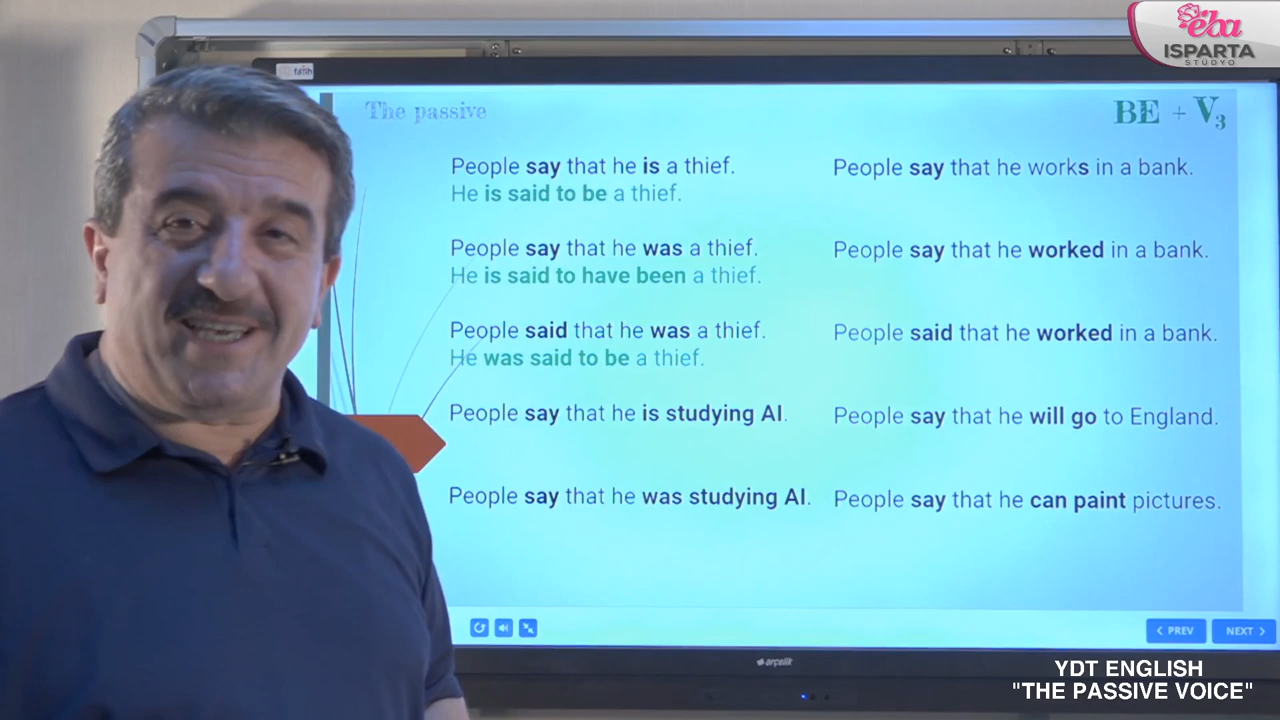 eba
ISPARTA
STÜDYO
fatih
The passive
BE + V3
People say that he is a thief.
He is said to be a thief.
People say that he was a thief.
He is said to have been a thief.
People said that he was a thief.
He was said to be a thief.
People say that he is studying AI.
People say that he was studying AI.
People say that he works in a bank.
People say that he worked in a bank.
People said that he worked in a bank.
People say that he will go to England.
People say that he can paint pictures.
< PREV
NEXT >
arçelik
YDT ENGLISH
"THE PASSIVE VOICE"